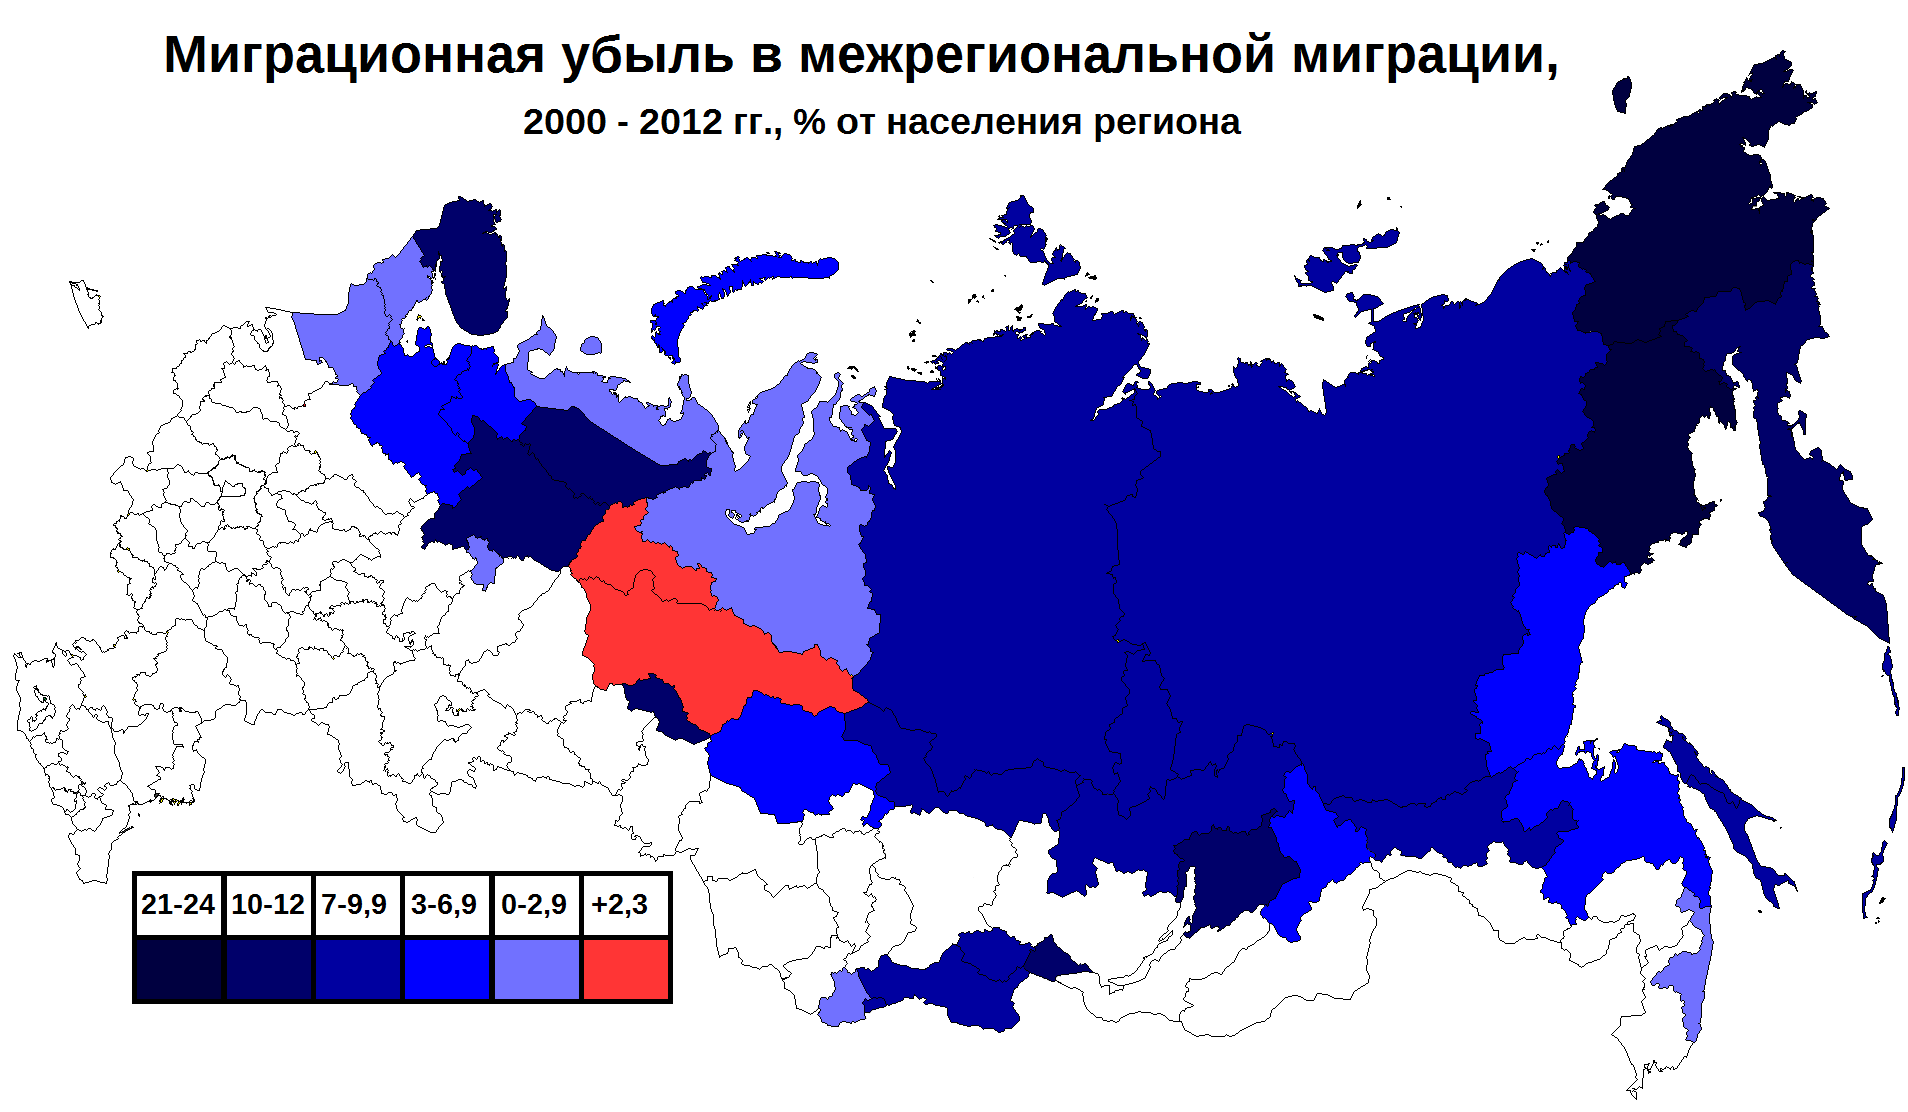 Миграционная убыль в межрегиональной миграции,
2000 - 2012 гг., % от населения региона
21-24 10-12 7-9,9 3-6,9 0-2,9 +2,3